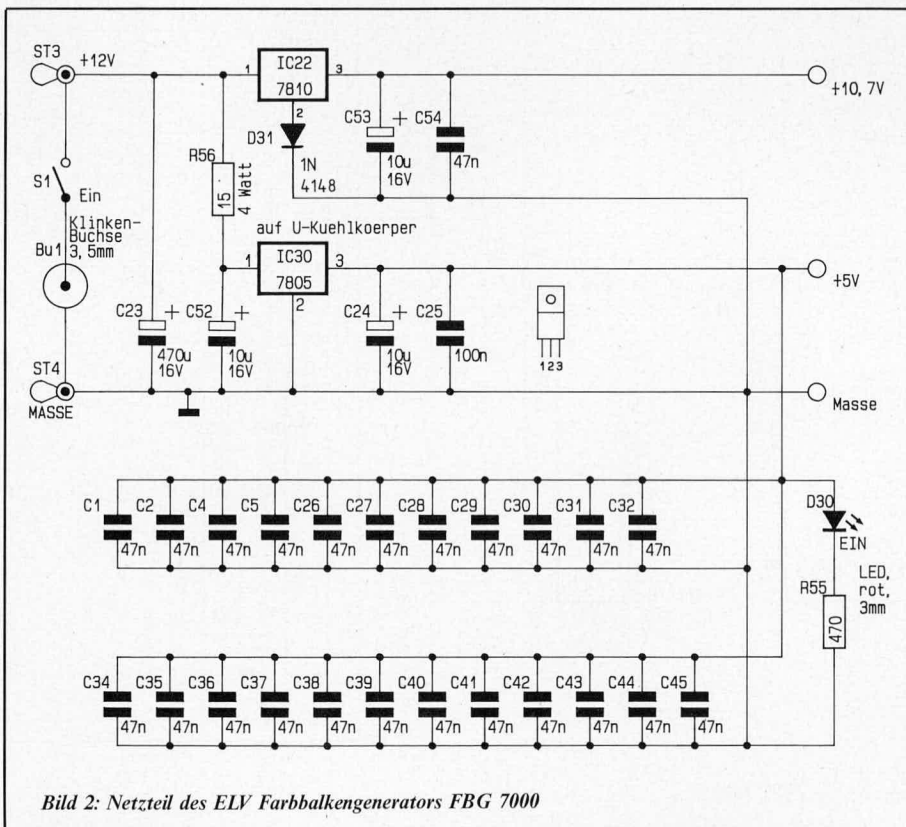 ST3
+12V
1
IC22
7810
3
+10,7V
2
D31
1N
4148
C53
+
10u
16V
C54
47n
S1
Ein
R56
15
4 Watt
Klinken-
Buchse
3,5mm
Bu1
auf U-Kuehlkoerper
1
IC30
7805
3
+5V
2
C23
+
470u
16V
C52
+
10u
16V
C24
+
10u
16V
C25
100n
123
ST4
MASSE
Masse
C1 C2 C4 C5 C26 C27 C28 C29 C30 C31 C32
47n 47n 47n 47n 47n 47n 47n 47n 47n 47n 47n
D30
EIN
LED,
rot,
3mm
R55
470
C34 C35 C36 C37 C38 C39 C40 C41 C42 C43 C44 C45
47n 47n 47n 47n 47n 47n 47n 47n 47n 47n 47n 47n
Bild 2: Netzteil des ELV Farbbalkengenerators FBG 7000